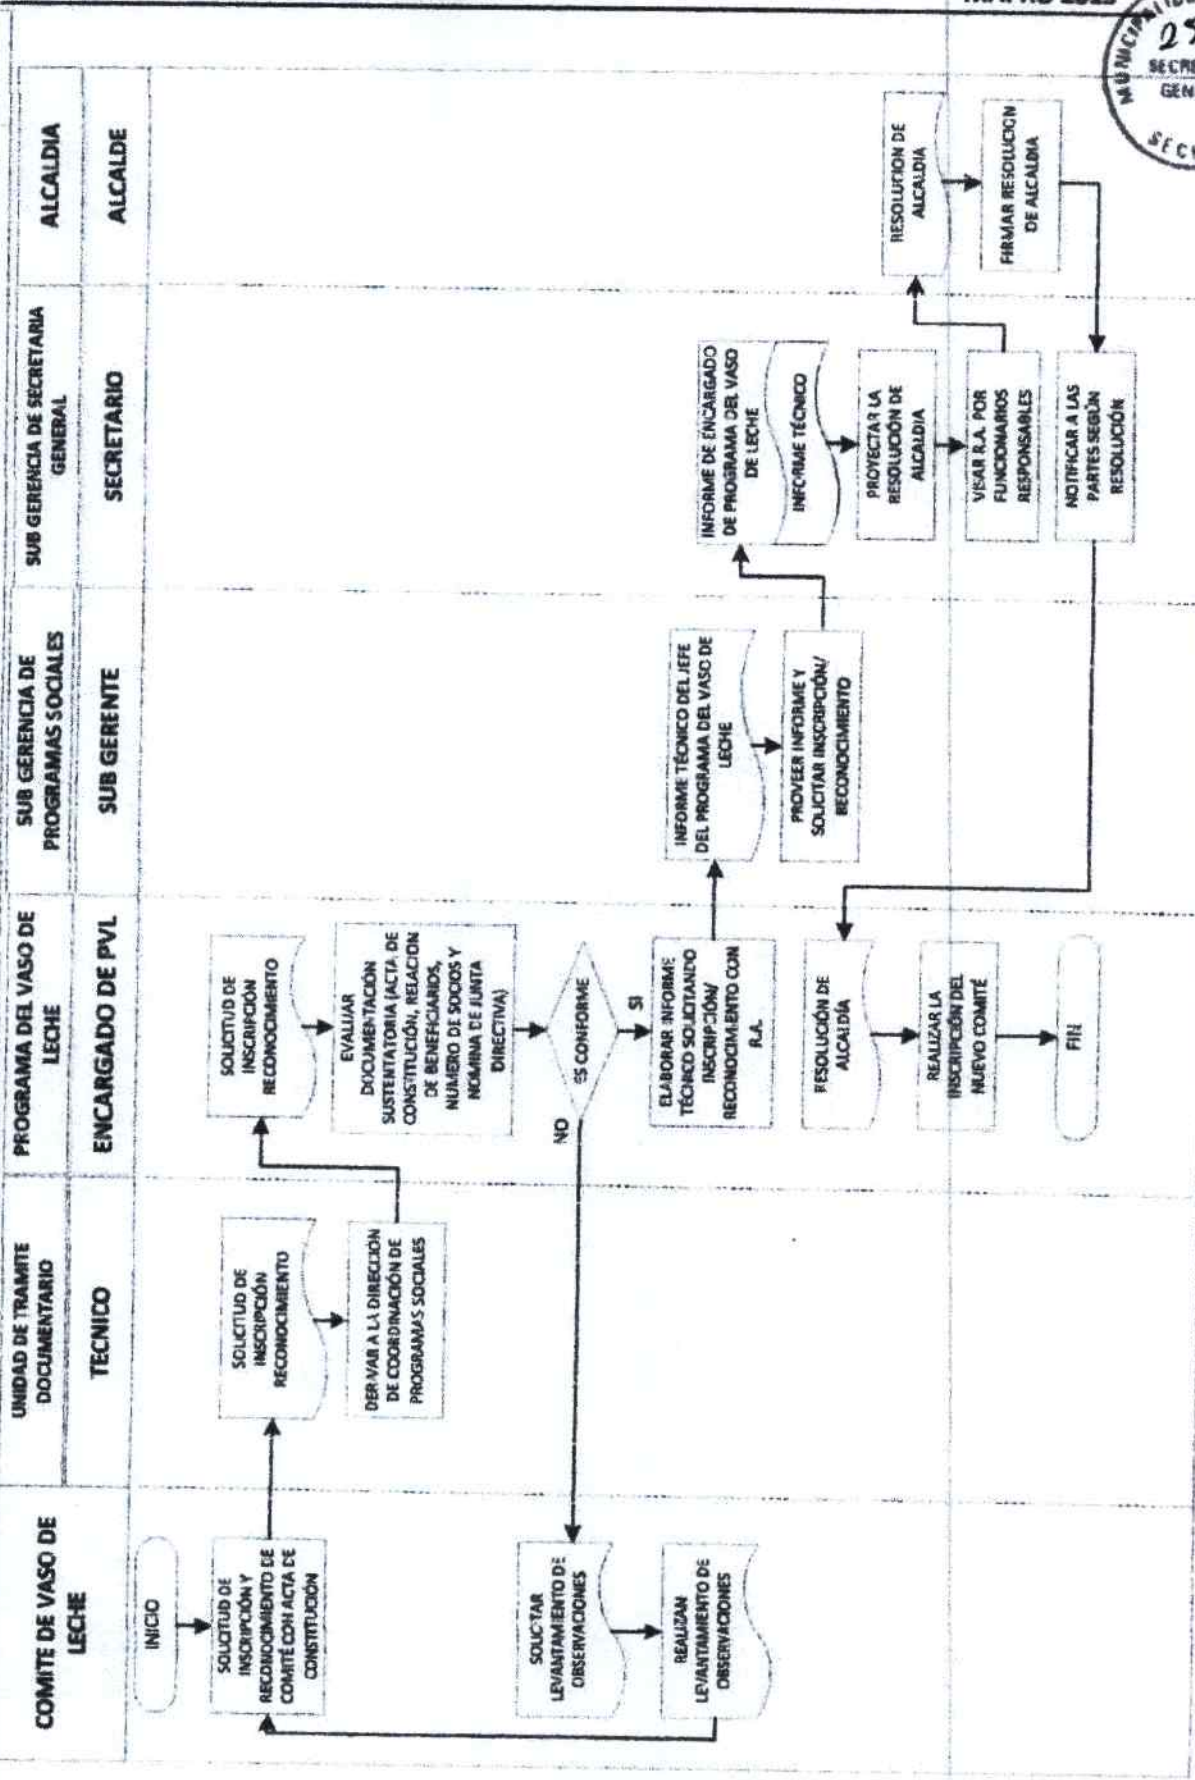 COMITE DE VASO DE
LECHE
UNIDAD DE TRAMITE
DOCUMENTARIO
TECNICO
PROGRAMA DEL VASO DE
LECHE
ENCARGADO DE PVL
SUB GERENCIA DE
PROGRAMAS SOCIALES
SUB GERENTE
SUB GERENCIA DE SECRETARIA
GENERAL
SECRETARIO
ALCALDIA
ALCALDE
INICIO
SOLICITUD DE
INSCRIPCIÓN Y
RECONOCIMIENTO DE
COMITÉ CON ACTA DE
CONSTITUCIÓN
SOLICITUD DE
INSCRIPCIÓN
RECONOCIMIENTO
DERIVAR A LA DIRECCIÓN
DE COORDINACIÓN DE
PROGRAMAS SOCIALES
SOLICITUD DE
INSCRIPCIÓN
RECONOCIMIENTO
EVALUAR
DOCUMENTACIÓN
SUSTENTATORIA (ACTA DE
CONSTITUCIÓN, RELACION
DE BENEFICIARIOS,
NUMERO DE SOCIOS Y
NOMINA DE JUNTA
DIRECTIVA)
ES CONFORME
NO
SI
SOLICITAR
LEVANTAMIENTO DE
OBSERVACIONES
REALIZAN
LEVANTAMIENTO DE
OBSERVACIONES
ELABORAR INFORME
TÉCNICO SOLICITANDO
INSCRIPCIÓN/
RECONOCIMIENTO CON
R.A.
INFORME TÉCNICO DEL JEFE
DEL PROGRAMA DEL VASO DE
LECHE
PROVEER INFORME Y
SOLICITAR INSCRIPCIÓN/
RECONOCIMIENTO
INFORME DE ENCARGADO
DE PROGRAMA DEL VASO
DE LECHE
INFORME TÉCNICO
PROYECTAR LA
RESOLUCIÓN DE
ALCALDIA
VISAR R.A. POR
FUNCIONARIOS
RESPONSABLES
RESOLUCION DE
ALCALDIA
FIRMAR RESOLUCION
DE ALCALDIA
NOTIFICAR A LAS
PARTES SEGÚN
RESOLUCIÓN
RESOLUCIÓN DE
ALCALDÍA
REALIZAR LA
INSCRIPCIÓN DEL
NUEVO COMITÉ
FIN